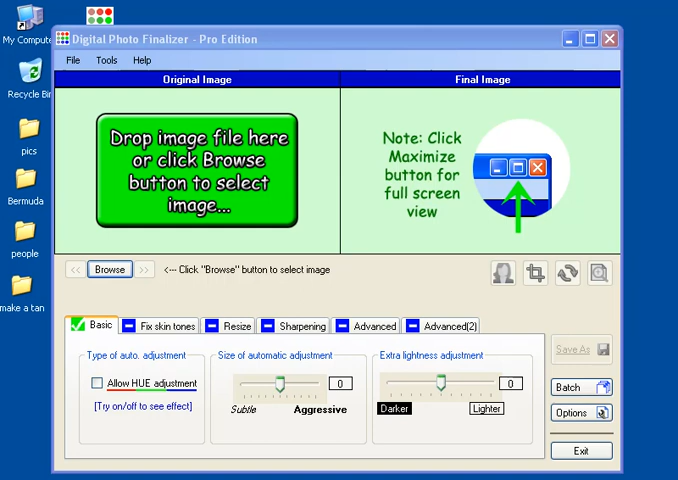 My Compute
Recycle Bin
pics
Bermuda
people
make a tan
Digital Photo Finalizer - Pro Edition
File Tools Help
Original Image
Final Image
Drop image file here
or click Browse
button to select
image...
Note: Click
Maximize
button for
full screen
view
<< Browse >> <--- Click "Browse" button to select image
Basic Fix skin tones Resize Sharpening Advanced Advanced(2)
Type of auto. adjustment
Allow HUE adjustment
[Try on/off to see effect]
Size of automatic adjustment
0
Subtle Aggressive
Extra lightness adjustment
0
Darker Lighter
Save As
Batch
Options
Exit